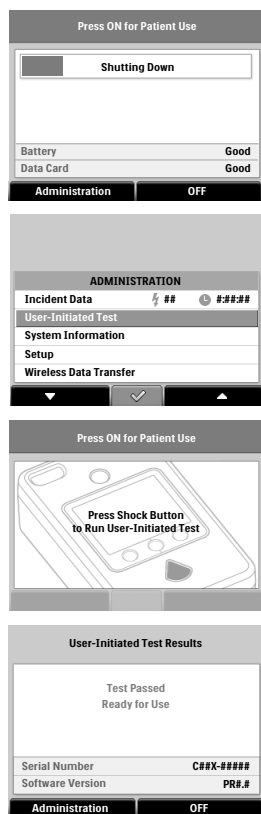 Press ON for Patient Use
Shutting Down
Battery Good
Data Card Good
Administration OFF
ADMINISTRATION
Incident Data ## #:##:##
User-Initiated Test
System Information
Setup
Wireless Data Transfer
Press ON for Patient Use
Press Shock Button
to Run User-Initiated Test
User-Initiated Test Results
Test Passed
Ready for Use
Serial Number C##X-#####
Software Version PR#.#
Administration OFF